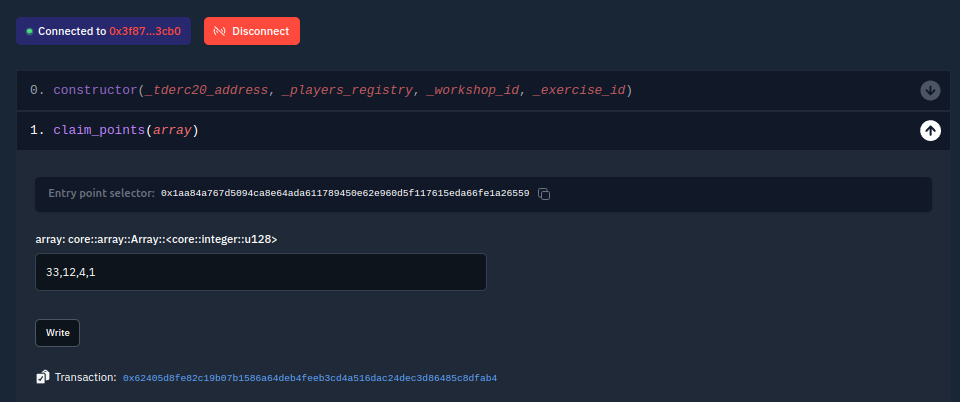 Connected to 0x3f87...3cb0 Disconnect
0. constructor(_tderc20_address, _players_registry, _workshop_id, _exercise_id)
1. claim_points(array)
Entry point selector: 0x1aa84a767d5094ca8e64ada611789450e62e960d5f117615eda66fe1a26559
array: core::array::Array::<core::integer::u128>
33,12,4,1
Write
Transaction: 0x62405d8fe82c19b07b1586a64deb4feeb3cd4a516dac24dec3d86485c8dfab4